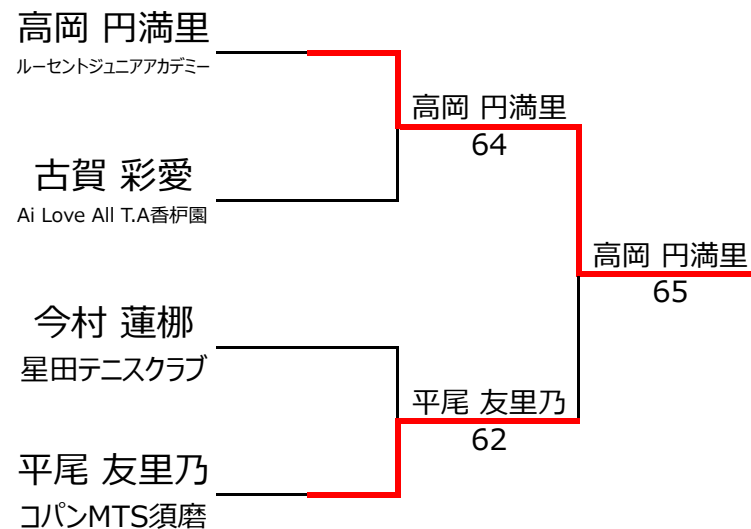 高岡 円満里
ルーセントジュニアアカデミー
高岡 円満里
64
古賀 彩愛
Ai Love All T.A香枦園
高岡 円満里
65
今村 蓮梛
星田テニスクラブ
平尾 友里乃
62
平尾 友里乃
コパンMTS須磨